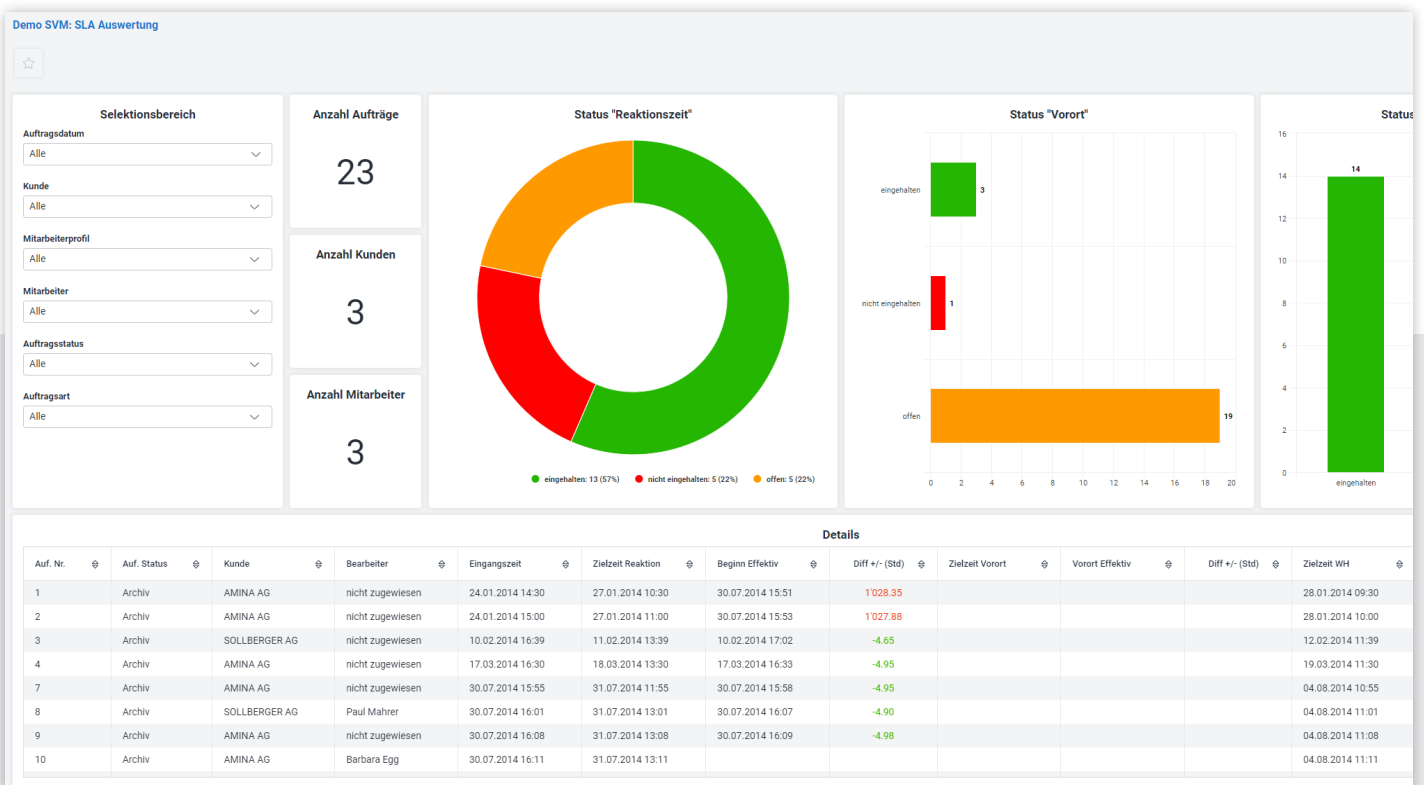 Demo SVM: SLA Auswertung
Selektionsbereich
Auftragsdatum
Alle
Kunde
Alle
Mitarbeiterprofil
Alle
Mitarbeiter
Alle
Auftragsstatus
Alle
Auftragsart
Alle
Anzahl Aufträge
23
Anzahl Kunden
3
Anzahl Mitarbeiter
3
Status "Reaktionszeit"
eingehalten: 13 (57%) nicht eingehalten: 5 (22%) offen: 5 (22%)
Status "Vorort"
eingehalten 3
nicht eingehalten 1
offen 19
0 2 4 6 8 10 12 14 16 18 20
Status
16
14
12
10
8
6
4
2
0
14
eingehalten
Details
Auf. Nr. Auf. Status Kunde Bearbeiter Eingangszeit Zielzeit Reaktion Beginn Effektiv Diff +/- (Std) Zielzeit Vorort Vorort Effektiv Diff +/- (Std) Zielzeit WH
1 Archiv AMINA AG nicht zugewiesen 24.01.2014 14:30 27.01.2014 10:30 30.07.2014 15:51 1'028.35 28.01.2014 09:30
2 Archiv AMINA AG nicht zugewiesen 24.01.2014 15:00 27.01.2014 11:00 30.07.2014 15:53 1'027.88 28.01.2014 10:00
3 Archiv SOLLBERGER AG nicht zugewiesen 10.02.2014 16:39 11.02.2014 13:39 10.02.2014 17:02 -4.65 12.02.2014 11:39
4 Archiv AMINA AG nicht zugewiesen 17.03.2014 16:30 18.03.2014 13:30 17.03.2014 16:33 -4.95 19.03.2014 11:30
7 Archiv AMINA AG nicht zugewiesen 30.07.2014 15:55 31.07.2014 11:55 30.07.2014 15:58 -4.95 04.08.2014 10:55
8 Archiv SOLLBERGER AG Paul Mahrer 30.07.2014 16:01 31.07.2014 13:01 30.07.2014 16:07 -4.90 04.08.2014 11:01
9 Archiv AMINA AG nicht zugewiesen 30.07.2014 16:08 31.07.2014 13:08 30.07.2014 16:09 -4.98 04.08.2014 11:08
10 Archiv AMINA AG Barbara Egg 30.07.2014 16:11 31.07.2014 13:11 04.08.2014 11:11